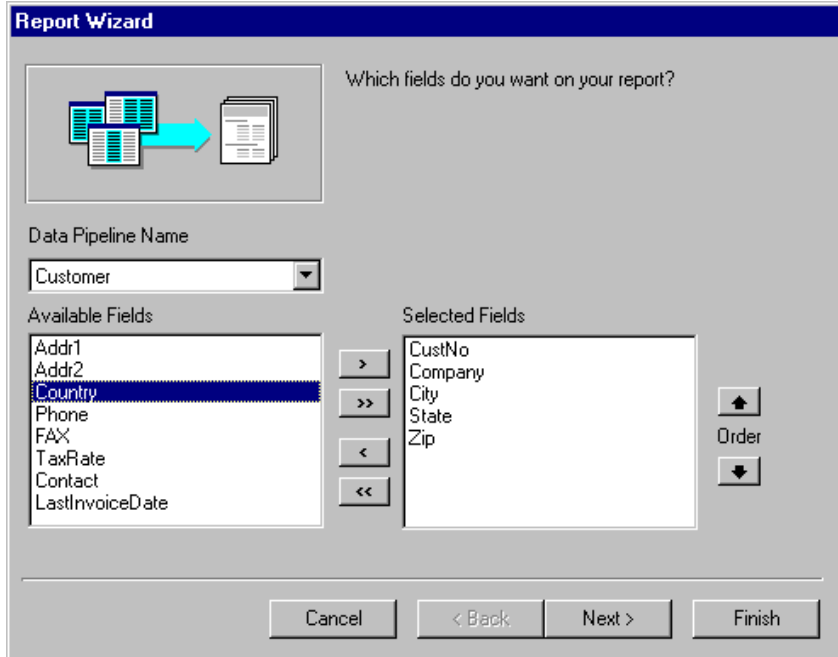 Report Wizard
Which fields do you want on your report?
Data Pipeline Name
Customer
Available Fields
Addr1
Addr2
Country
Phone
FAX
TaxRate
Contact
LastInvoiceDate
>
>>
<
<<
Selected Fields
CustNo
Company
City
State
Zip
Order
Cancel
< Back
Next >
Finish